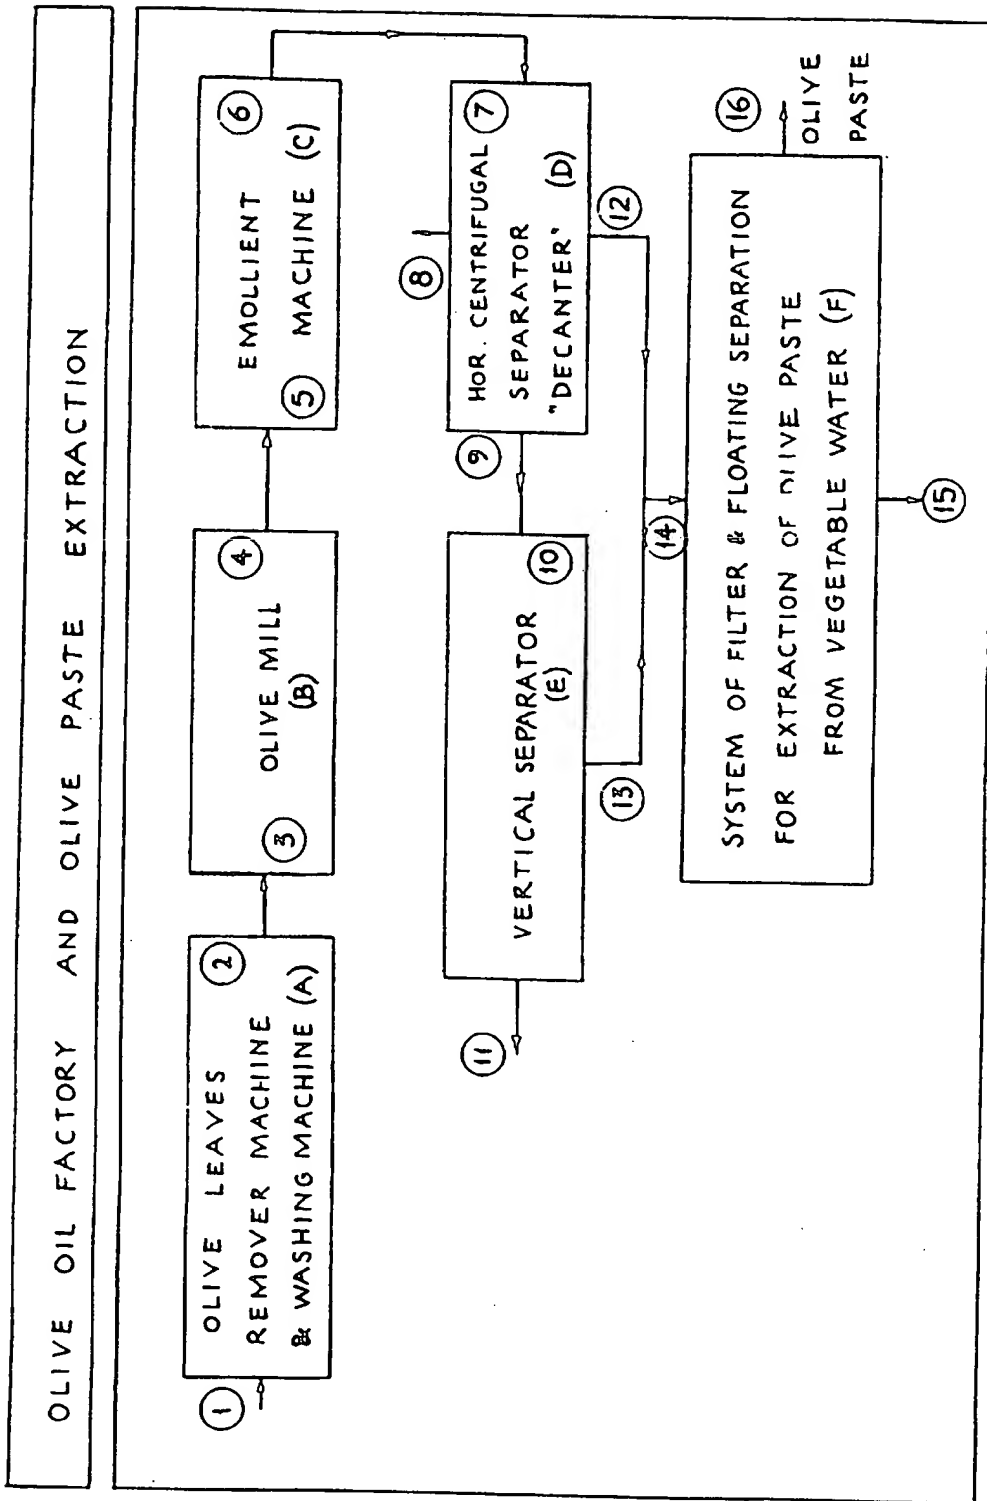 OLIVE OIL FACTORY AND OLIVE PASTE EXTRACTION
1
OLIVE LEAVES 2
REMOVER MACHINE
& WASHING MACHINE (A)
3 4
OLIVE MILL
(B)
EMOLLIENT 6
5 MACHINE (C)
HOR. CENTRIFUGAL 7
SEPARATOR
"DECANTER" (D)
8
9
12
10
VERTICAL SEPARATOR
(E)
11
13
14
SYSTEM OF FILTER & FLOATING SEPARATION
FOR EXTRACTION OF OLIVE PASTE
FROM VEGETABLE WATER (F)
15
16
OLIVE
PASTE